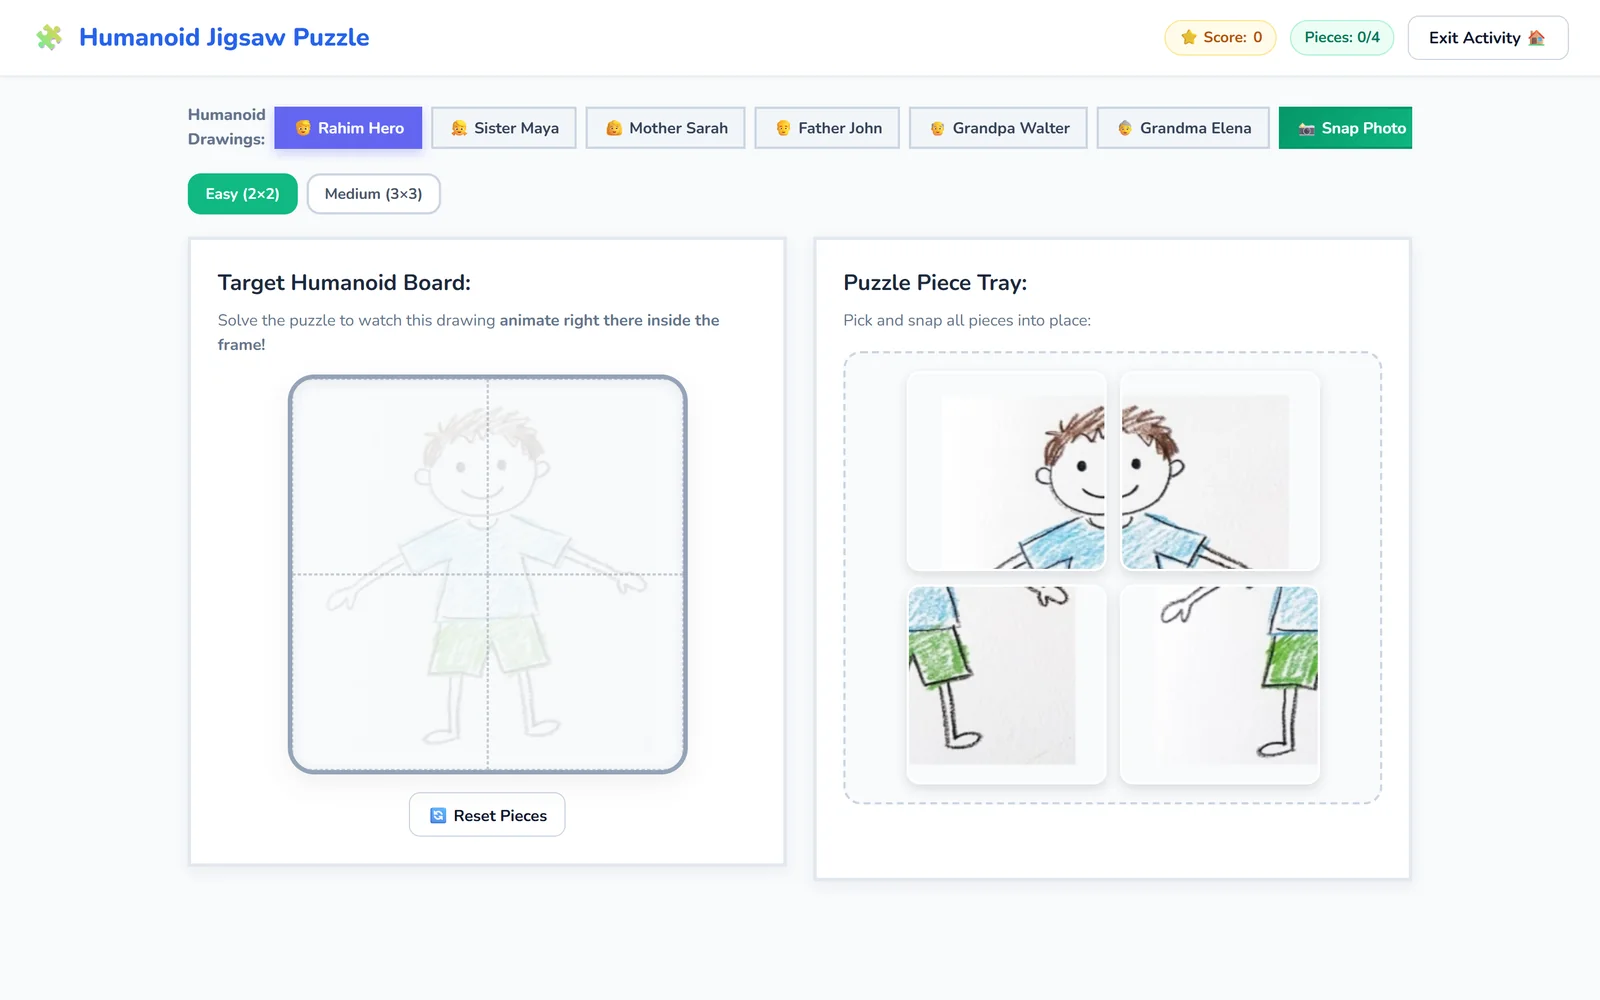 Humanoid Jigsaw Puzzle
Score: 0
Pieces: 0/4
Exit Activity
Humanoid
Drawings:
Rahim Hero
Sister Maya
Mother Sarah
Father John
Grandpa Walter
Grandma Elena
Snap Photo
Easy (2×2)
Medium (3×3)
Target Humanoid Board:
Solve the puzzle to watch this drawing animate right there inside the
frame!
Reset Pieces
Puzzle Piece Tray:
Pick and snap all pieces into place: